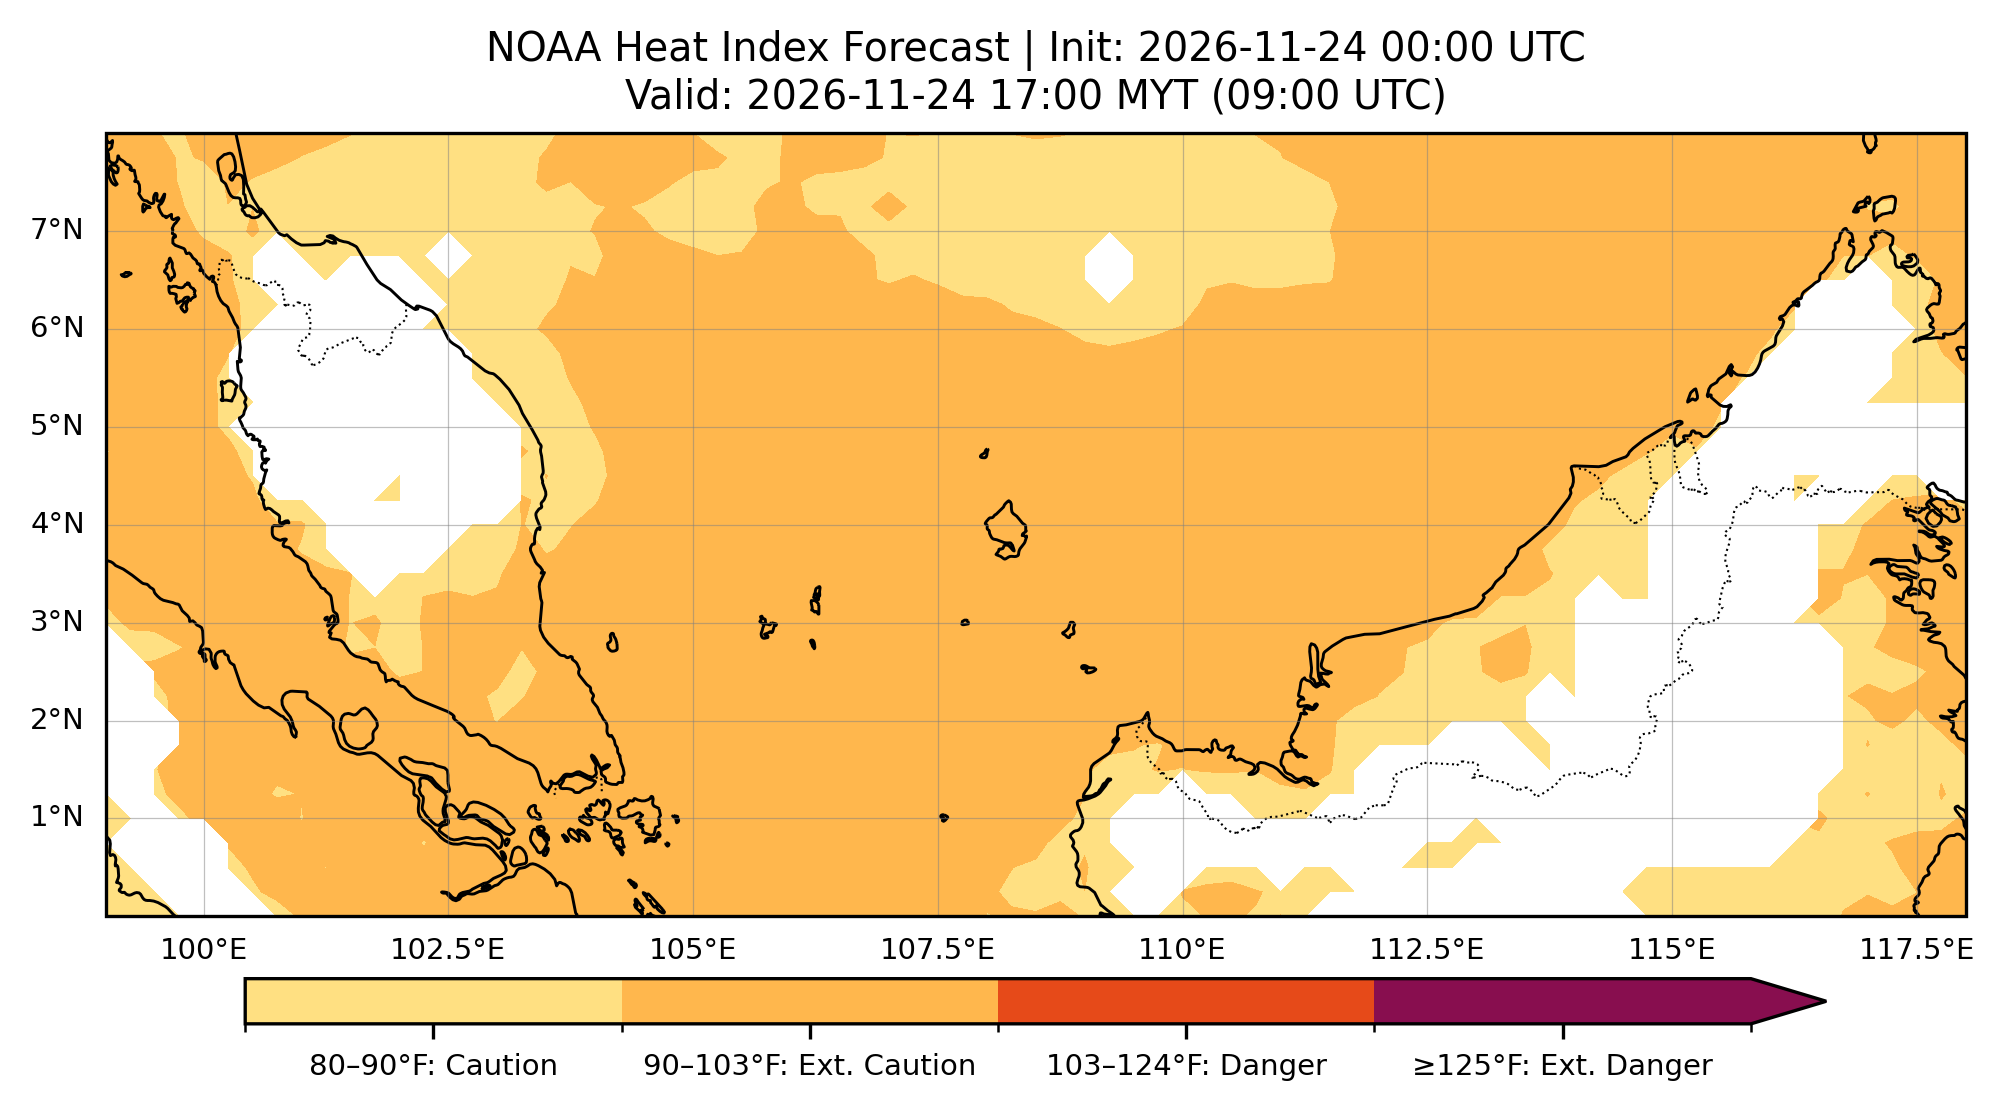 NOAA Heat Index Forecast | Init: 2026-11-24 00:00 UTC
Valid: 2026-11-24 17:00 MYT (09:00 UTC)
7°N
6°N
5°N
4°N
3°N
2°N
1°N
100°E 102.5°E 105°E 107.5°E 110°E 112.5°E 115°E 117.5°E
80–90°F: Caution 90–103°F: Ext. Caution 103–124°F: Danger ≥125°F: Ext. Danger